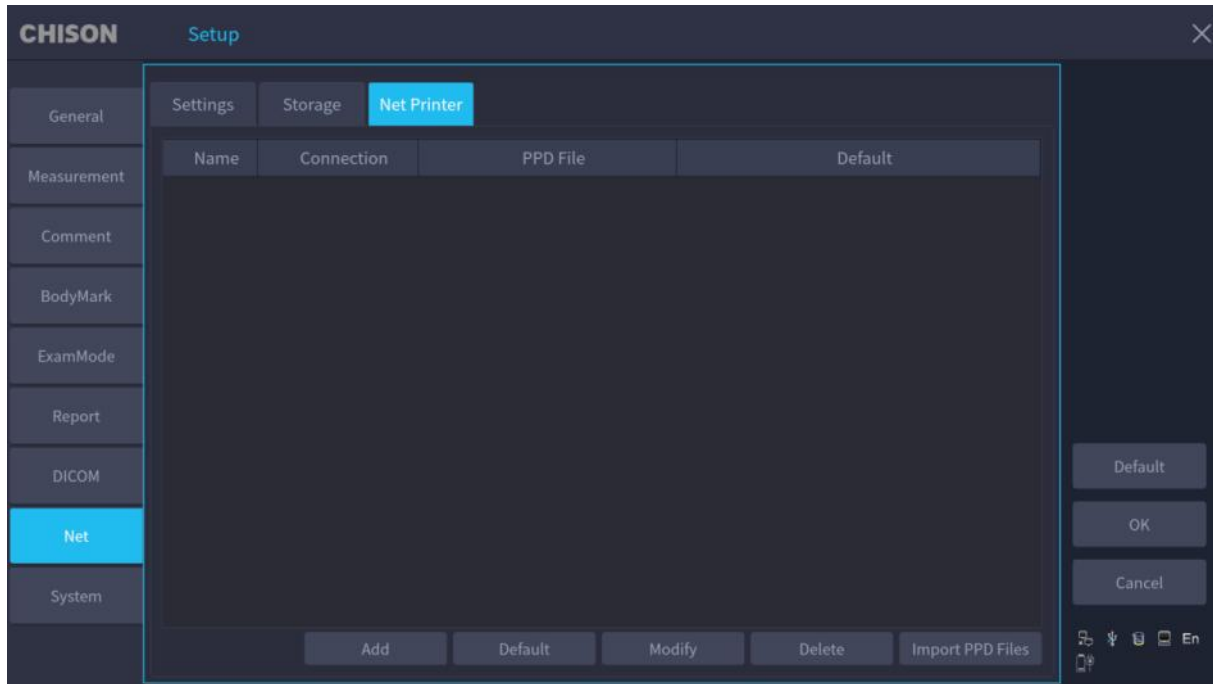 CHISON Setup
Settings Storage Net Printer
General
Name Connection PPD File Default
Measurement
Comment
BodyMark
ExamMode
Report
DICOM
Default
Net
OK
System
Cancel
Add Default Modify Delete Import PPD Files
En